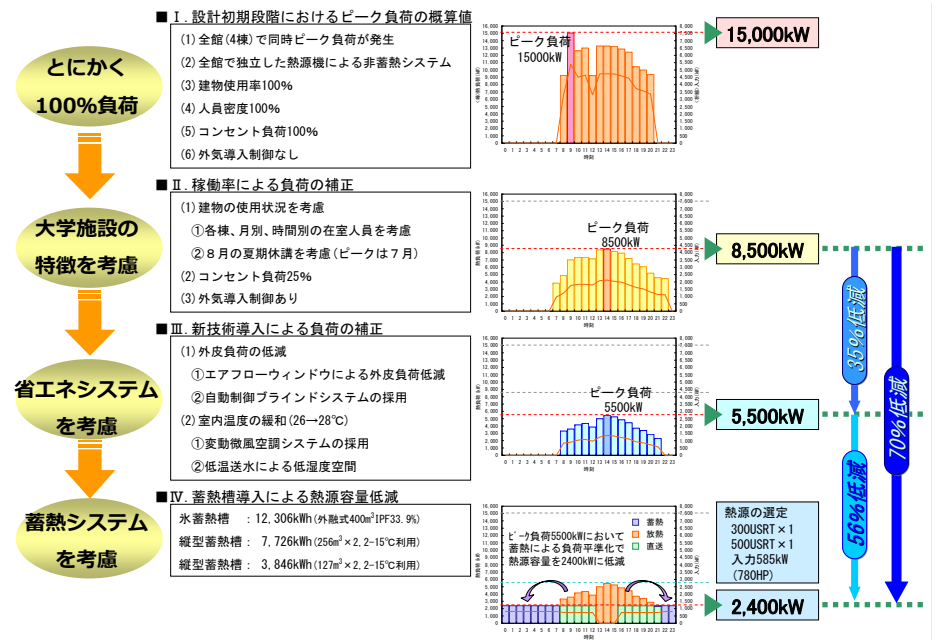 とにかく
100%負荷
大学施設の
特徴を考慮
省エネシステム
を考慮
蓄熱システム
を考慮
■Ⅰ.設計初期段階におけるピーク負荷の概算値
(1)全館(4棟)で同時ピーク負荷が発生
(2)全館で独立した熱源機による非蓄熱システム
(3)建物使用率100%
(4)人員密度100%
(5)コンセント負荷100%
(6)外気導入制御なし
ピーク負荷
15000kW
時刻
15,000kW
■Ⅱ.稼働率による負荷の補正
(1)建物の使用状況を考慮
①各棟、月別、時間別の在室人員を考慮
②8月の夏期休講を考慮(ピークは7月)
(2)コンセント負荷25%
(3)外気導入制御あり
ピーク負荷
8500kW
時刻
8,500kW
■Ⅲ.新技術導入による負荷の補正
(1)外皮負荷の低減
①エアフローウィンドウによる外皮負荷低減
②自動制御ブラインドシステムの採用
(2)室内温度の緩和(26→28℃)
①変動微風空調システムの採用
②低温送水による低湿度空間
ピーク負荷
5500kW
時刻
5,500kW
35%低減
70%低減
56%低減
■Ⅳ.蓄熱槽導入による熱源容量低減
氷蓄熱槽 :12,306kWh(外融式400m³IPF33.9%)
縦型蓄熱槽: 7,726kWh(256m³×2,2-15℃利用)
縦型蓄熱槽: 3,846kWh(127m³×2,2-15℃利用)
ピーク負荷5500kWにおいて
蓄熱による負荷平準化で
熱源容量を2400kWに低減
蓄熱
放熱
直送
時刻
熱源の選定
300USRT×1
500USRT×1
入力585kW
(780HP)
2,400kW